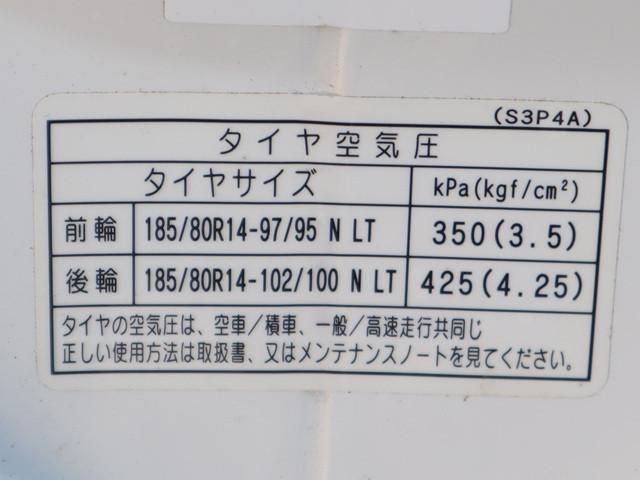 (S3P4A)
タイヤ空気圧
タイヤサイズ kPa(kgf/cm²)
前輪 185/80R14-97/95 N LT 350(3.5)
後輪 185/80R14-102/100 N LT 425(4.25)
タイヤの空気圧は、空車/積車、一般/高速走行共同じ
正しい使用方法は取扱書、又はメンテナンスノートを見てください。